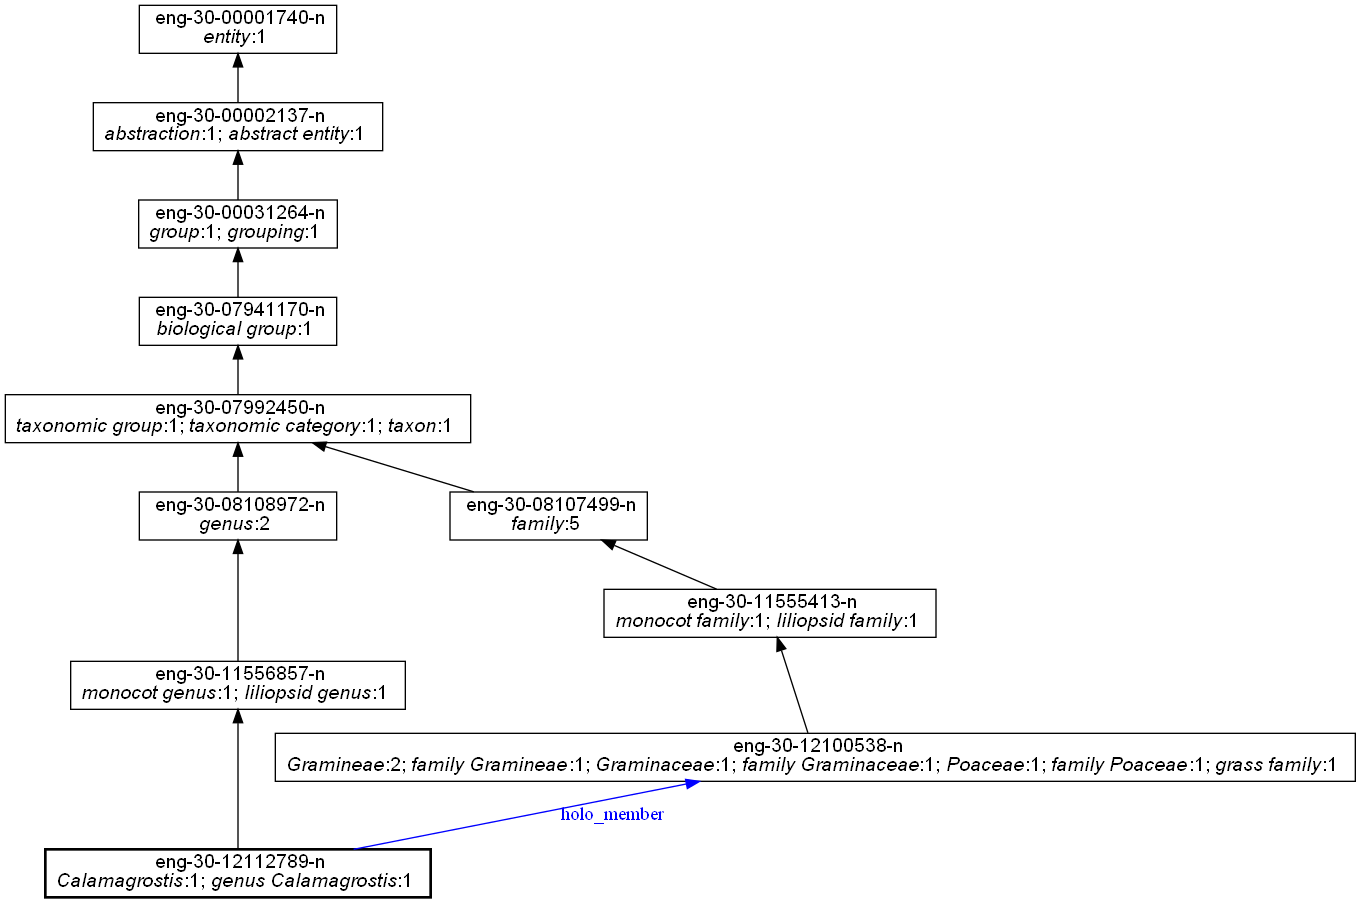 eng-30-00001740-n
entity:1
eng-30-00002137-n
abstraction:1; abstract entity:1
eng-30-00031264-n
group:1; grouping:1
eng-30-07941170-n
biological group:1
eng-30-07992450-n
taxonomic group:1; taxonomic category:1; taxon:1
eng-30-08108972-n
genus:2
eng-30-08107499-n
family:5
eng-30-11555413-n
monocot family:1; liliopsid family:1
eng-30-11556857-n
monocot genus:1; liliopsid genus:1
eng-30-12100538-n
Gramineae:2; family Gramineae:1; Graminaceae:1; family Graminaceae:1; Poaceae:1; family Poaceae:1; grass family:1
holo_member
eng-30-12112789-n
Calamagrostis:1; genus Calamagrostis:1